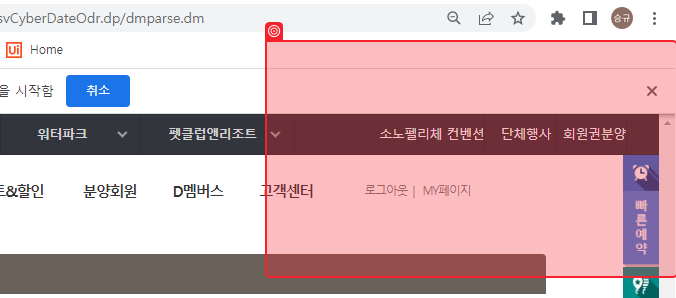 svCyberDateOdr.dp/dmparse.dm
승규
Ui Home
을 시작함 취소
워터파크 펫클럽앤리조트 소노펠리체 컨벤션 단체행사 회원권분양
트&할인 분양회원 D멤버스 고객센터 로그아웃 | MY페이지
빠른예약